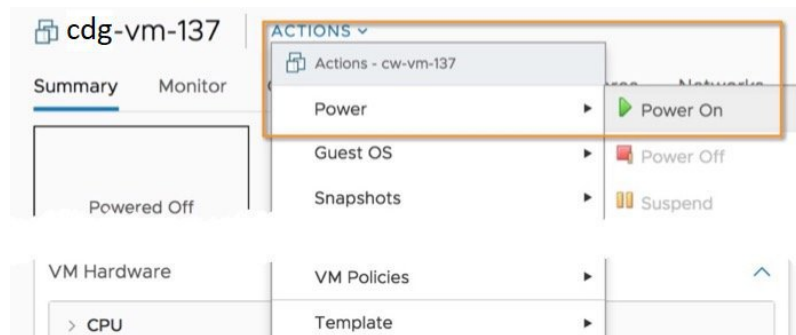 cdg-vm-137
ACTIONS
Actions - cw-vm-137
Summary Monitor Networks
Power Power On
Guest OS Power Off
Snapshots Suspend
Powered Off
VM Hardware VM Policies
> CPU Template